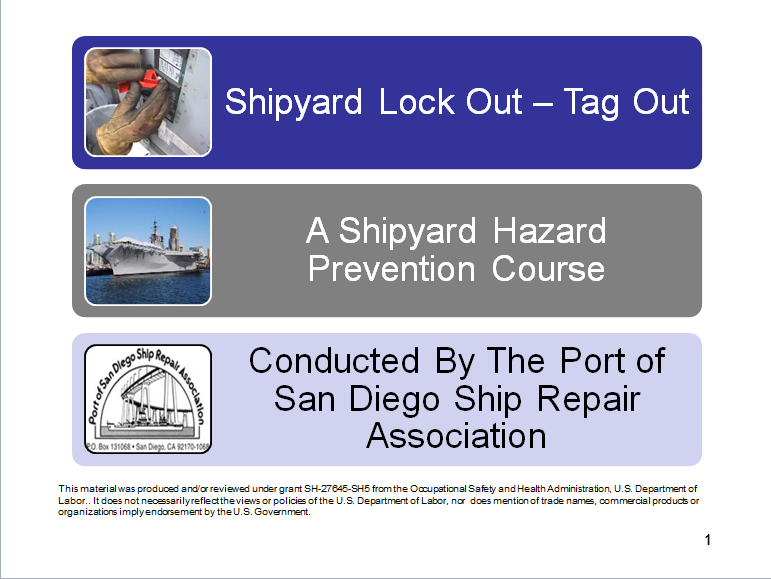 Shipyard Lock Out – Tag Out
A Shipyard Hazard
Prevention Course
Port of San Diego Ship Repair Association
P.O. Box 131068 • San Diego, CA 92170-1068
Conducted By The Port of
San Diego Ship Repair
Association
This material was produced and/or reviewed under grant SH-27645-SH5 from the Occupational Safety and Health Administration, U.S. Department of
Labor.. It does not necessarily reflect the views or policies of the U.S. Department of Labor, nor does mention of trade names, commercial products or
organizations imply endorsement by the U.S. Government.
1